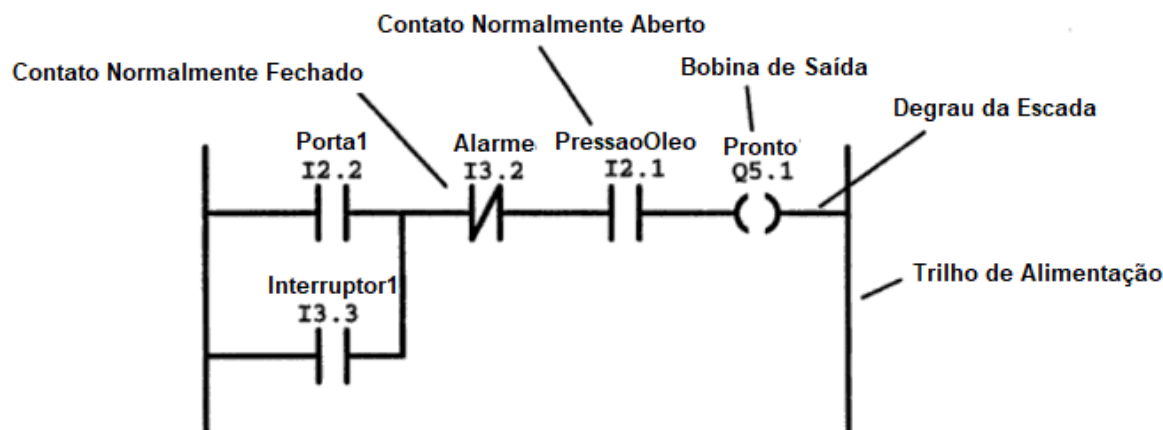 Contato Normalmente Aberto
Contato Normalmente Fechado
Bobina de Saída
Degrau da Escada
Porta1
I2.2
Alarme
I3.2
PressaoOleo
I2.1
Pronto
Q5.1
Interruptor1
I3.3
Trilho de Alimentação